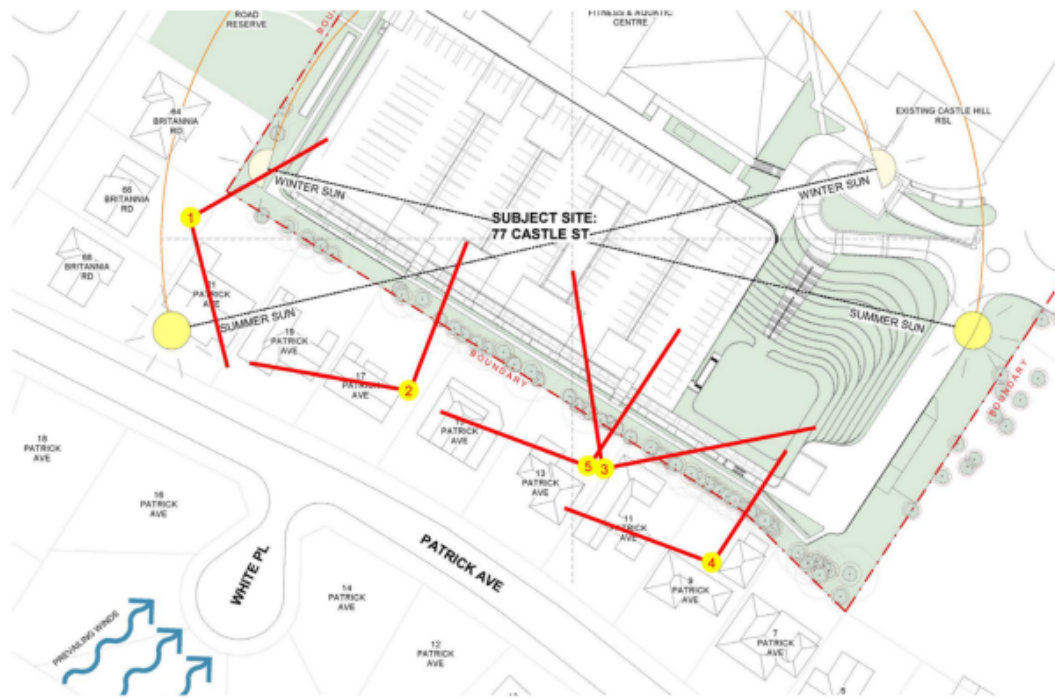 ROAD
RESERVE
BOU
FITNESS & AQUATIC
CENTRE
64
BRITANNIA
RD
EXISTING CASTLE HILL
RSL
66
BRITANNIA
RD
WINTER SUN
WINTER SUN
1
SUBJECT SITE:
77 CASTLE ST
68
BRITANNIA
RD
21
PATRICK
AVE
SUMMER SUN
SUMMER SUN
19
PATRICK
AVE
BOUNDARY
17
PATRICK
AVE
2
BOUNDARY
PATRICK
AVE
18
PATRICK
AVE
5
3
13
PATRICK
AVE
16
PATRICK
AVE
11
PATRICK
AVE
PATRICK AVE
4
WHITE PL
14
PATRICK
AVE
9
PATRICK
AVE
PREVAILING WINDS
12
PATRICK
AVE
7
PATRICK
AVE